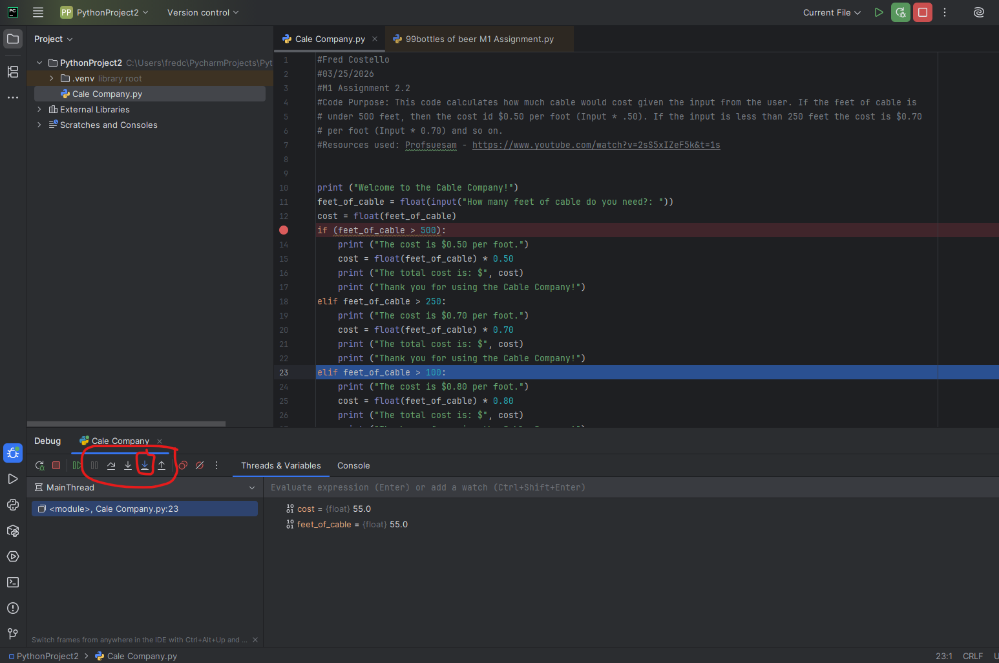 PC
PP PythonProject2
Version control
Current File
Project
Cale Company.py
99bottles of beer M1 Assignment.py
PythonProject2 C:\Users\fredc\PycharmProjects\Pyt
.venv library root
Cale Company.py
External Libraries
Scratches and Consoles
1 #Fred Costello
2 #03/25/2026
3 #M1 Assignment 2.2
4 #Code Purpose: This code calculates how much cable would cost given the input from the user. If the feet of cable is
5 # under 500 feet, then the cost id $0.50 per foot (Input * .50). If the input is less than 250 feet the cost is $0.70
6 # per foot (Input * 0.70) and so on.
7 #Resources used: Profsuesam - https://www.youtube.com/watch?v=2sS5xIZeF5k&t=1s
8
9
10 print ("Welcome to the Cable Company!")
11 feet_of_cable = float(input("How many feet of cable do you need?: "))
12 cost = float(feet_of_cable)
if (feet_of_cable > 500):
14 print ("The cost is $0.50 per foot.")
15 cost = float(feet_of_cable) * 0.50
16 print ("The total cost is: $", cost)
17 print ("Thank you for using the Cable Company!")
18 elif feet_of_cable > 250:
19 print ("The cost is $0.70 per foot.")
20 cost = float(feet_of_cable) * 0.70
21 print ("The total cost is: $", cost)
22 print ("Thank you for using the Cable Company!")
23 elif feet_of_cable > 100:
24 print ("The cost is $0.80 per foot.")
25 cost = float(feet_of_cable) * 0.80
26 print ("The total cost is: $", cost)
Debug
Cale Company
Threads & Variables
Console
MainThread
Evaluate expression (Enter) or add a watch (Ctrl+Shift+Enter)
<module>, Cale Company.py:23
cost = {float} 55.0
feet_of_cable = {float} 55.0
Switch frames from anywhere in the IDE with Ctrl+Alt+Up and ...
PythonProject2 > Cale Company.py
23:1 CRLF U